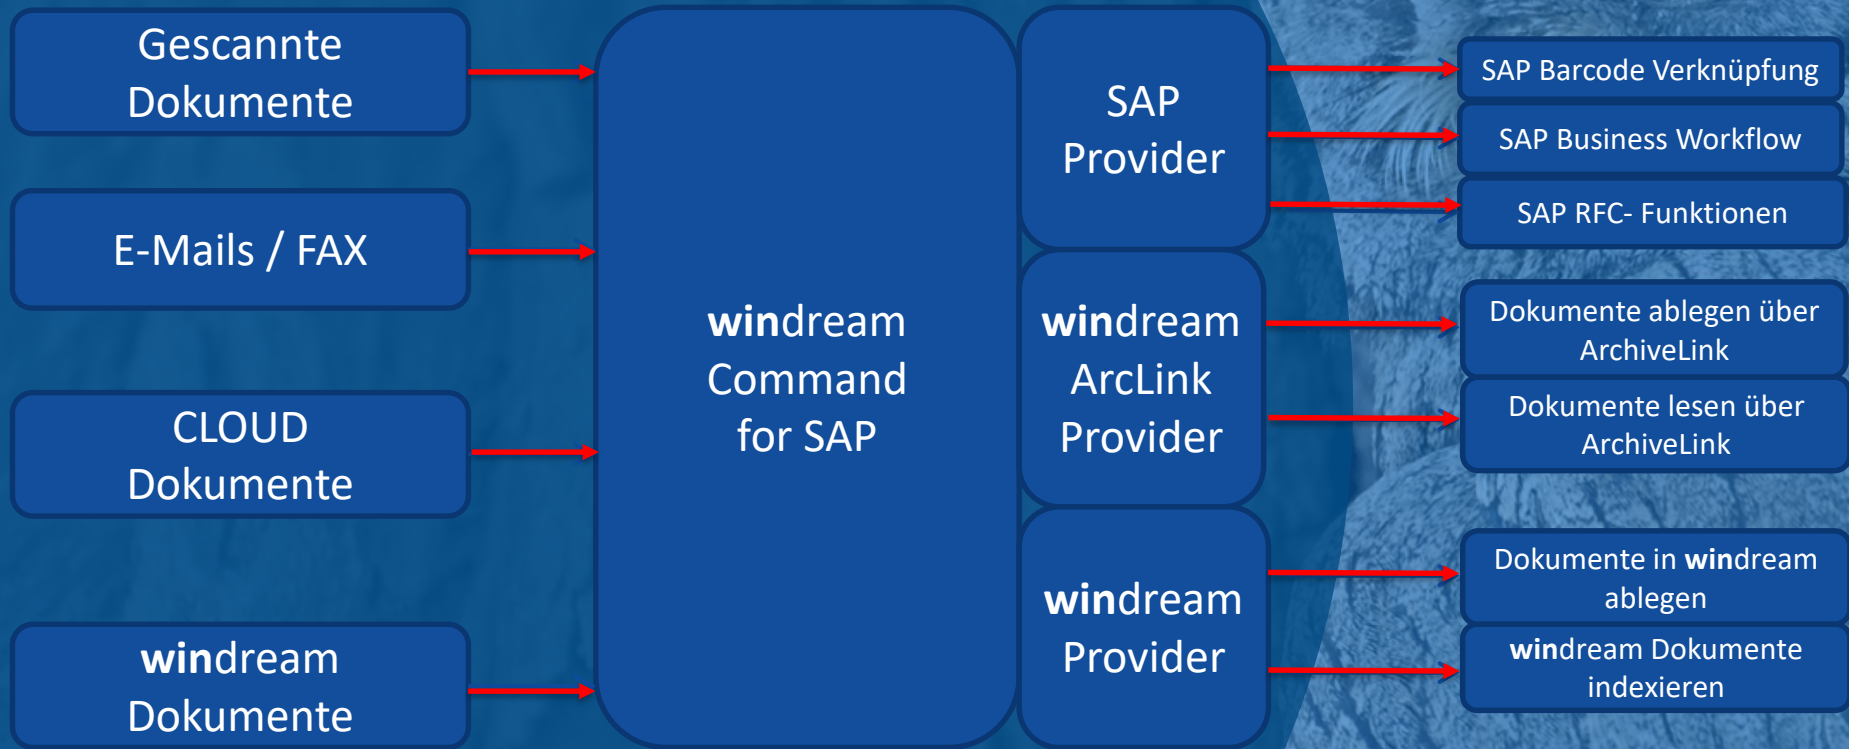 Gescannte
Dokumente
E-Mails / FAX
CLOUD
Dokumente
windream
Dokumente
windream
Command
for SAP
SAP
Provider
windream
ArcLink
Provider
windream
Provider
SAP Barcode Verknüpfung
SAP Business Workflow
SAP RFC- Funktionen
Dokumente ablegen über
ArchiveLink
Dokumente lesen über
ArchiveLink
Dokumente in windream
ablegen
windream Dokumente
indexieren